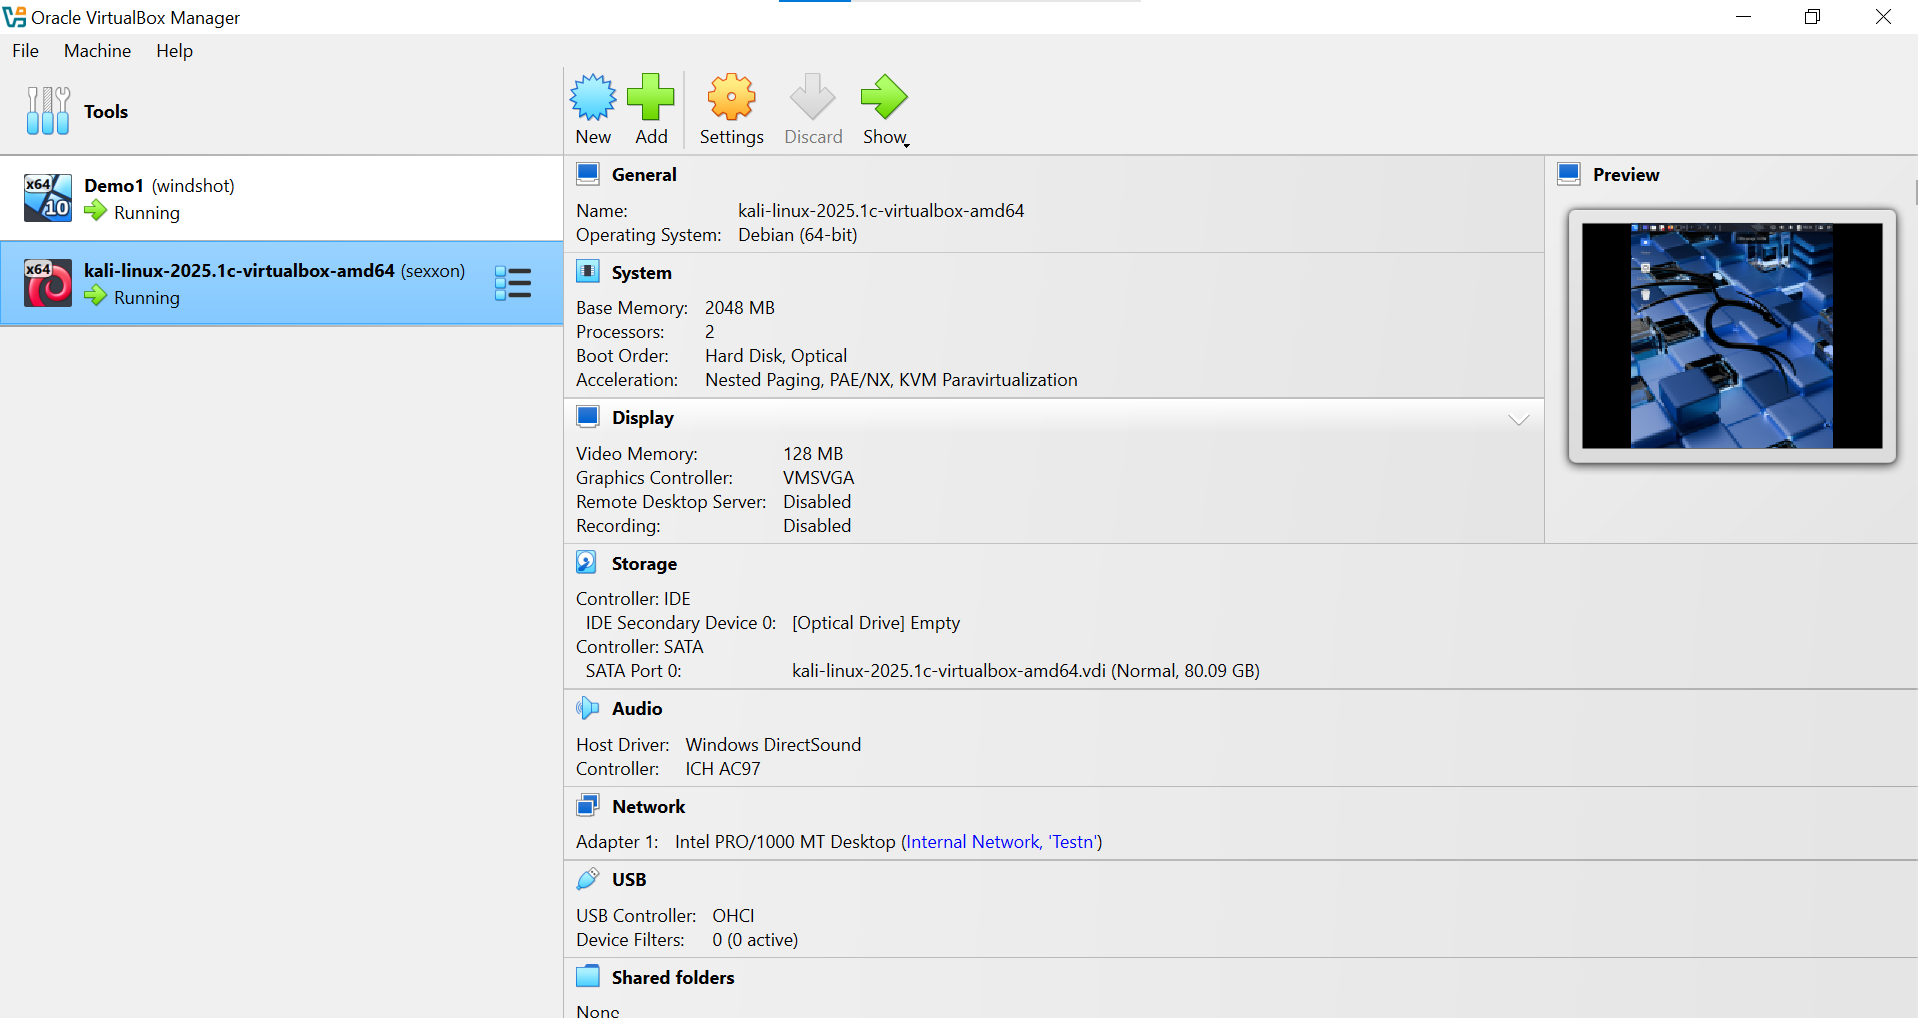 Oracle VirtualBox Manager
File Machine Help
Tools
New Add Settings Discard Show
x64 10 Demo1 (windshot)
Running
x64 kali-linux-2025.1c-virtualbox-amd64 (sexxon)
Running
General
Name: kali-linux-2025.1c-virtualbox-amd64
Operating System: Debian (64-bit)
System
Base Memory: 2048 MB
Processors: 2
Boot Order: Hard Disk, Optical
Acceleration: Nested Paging, PAE/NX, KVM Paravirtualization
Display
Video Memory: 128 MB
Graphics Controller: VMSVGA
Remote Desktop Server: Disabled
Recording: Disabled
Preview
Storage
Controller: IDE
IDE Secondary Device 0: [Optical Drive] Empty
Controller: SATA
SATA Port 0: kali-linux-2025.1c-virtualbox-amd64.vdi (Normal, 80.09 GB)
Audio
Host Driver: Windows DirectSound
Controller: ICH AC97
Network
Adapter 1: Intel PRO/1000 MT Desktop (Internal Network, 'Testn')
USB
USB Controller: OHCI
Device Filters: 0 (0 active)
Shared folders
None